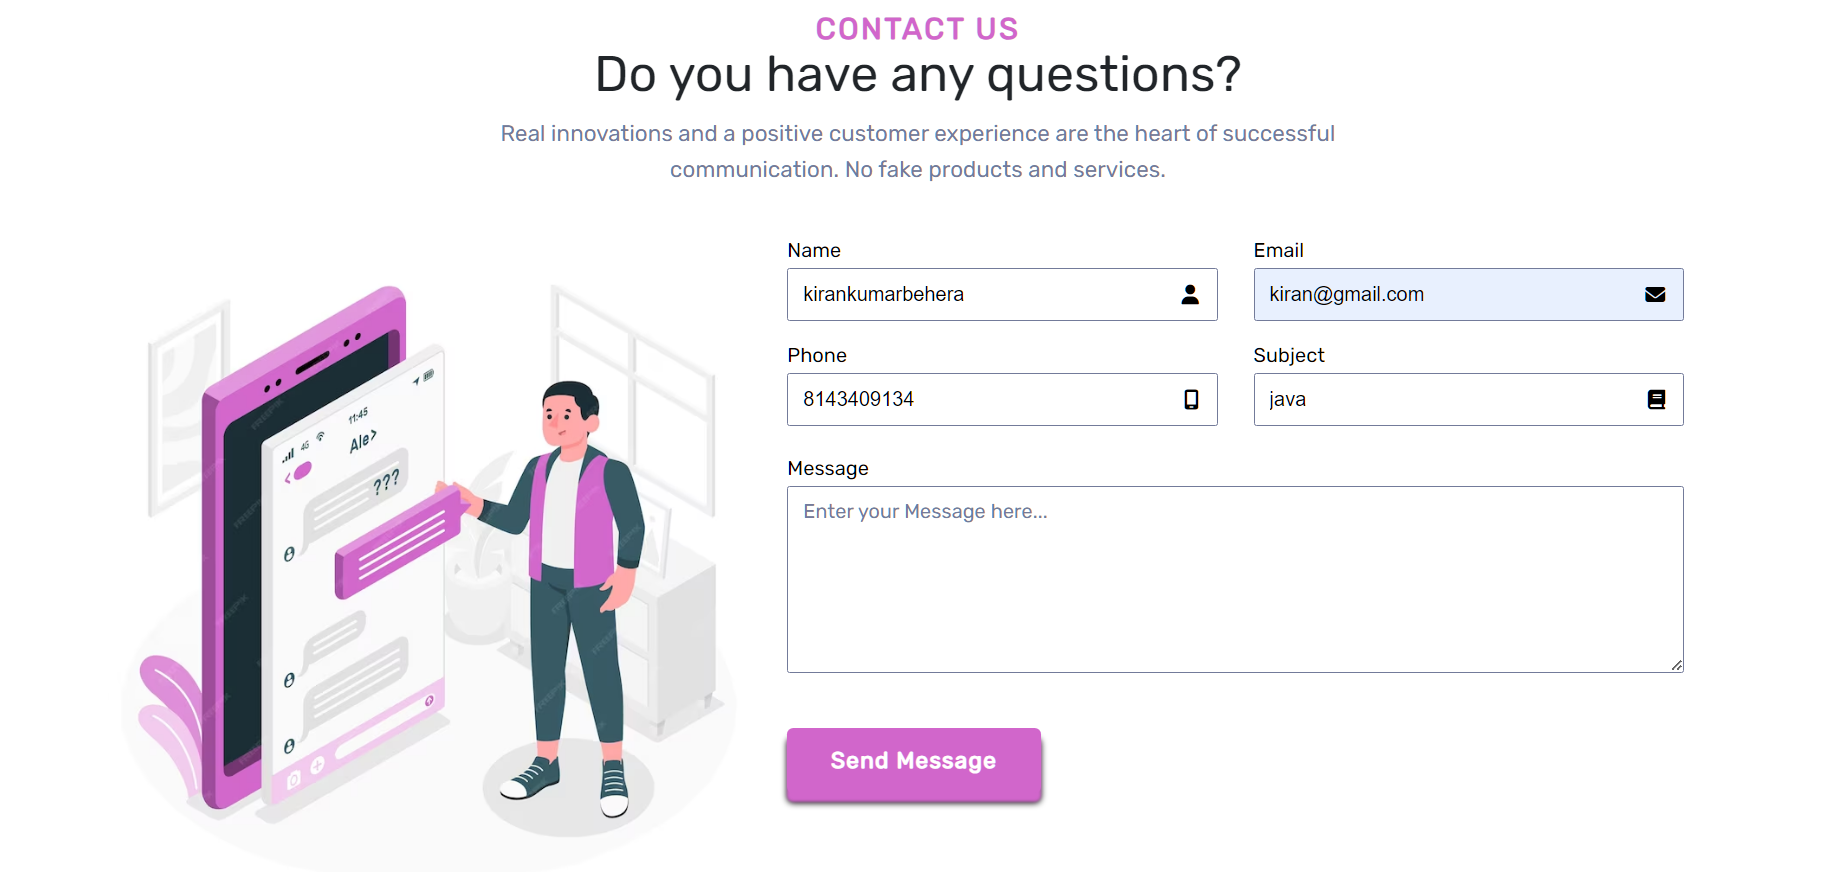 CONTACT US
Do you have any questions?
Real innovations and a positive customer experience are the heart of successful
communication. No fake products and services.
Name
Email
kirankumarbehera
kiran@gmail.com
Phone
Subject
8143409134
java
Message
Enter your Message here...
Send Message
11:45
4G
Ale>
???